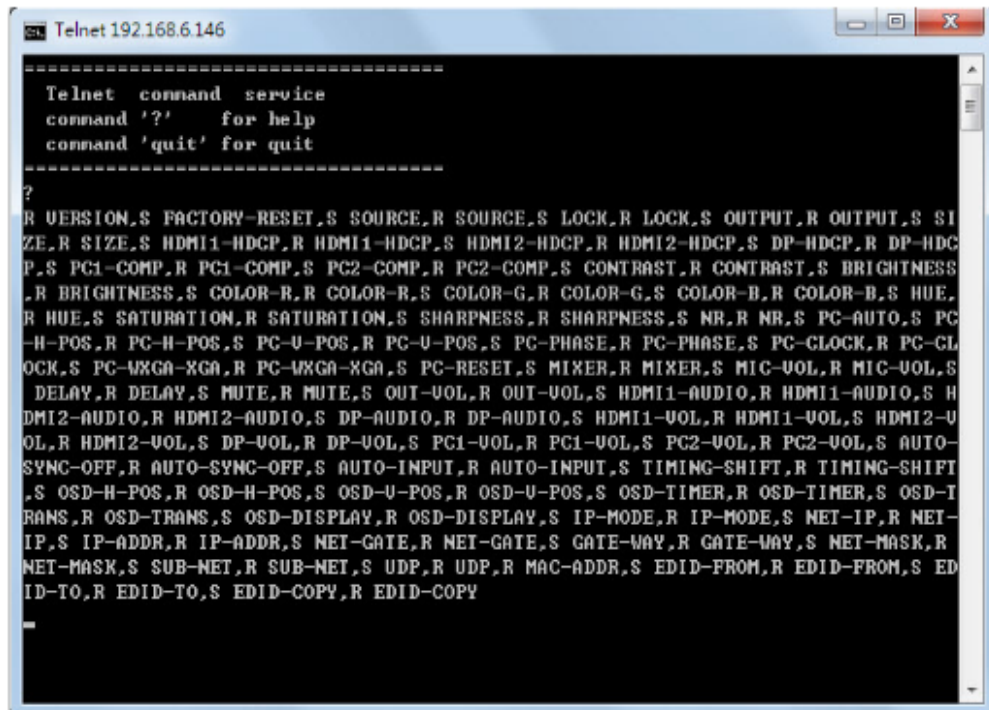 Telnet 192.168.6.146
====================================
Telnet command service
command '?' for help
command 'quit' for quit
====================================
?
R VERSION,S FACTORY-RESET,S SOURCE,R SOURCE,S LOCK,R LOCK,S OUTPUT,R OUTPUT,S SI
ZE,R SIZE,S HDMI1-HDCP,R HDMI1-HDCP,S HDMI2-HDCP,R HDMI2-HDCP,S DP-HDCP,R DP-HDC
P,S PC1-COMP,R PC1-COMP,S PC2-COMP,R PC2-COMP,S CONTRAST,R CONTRAST,S BRIGHTNESS
,R BRIGHTNESS,S COLOR-R,R COLOR-R,S COLOR-G,R COLOR-G,S COLOR-B,R COLOR-B,S HUE,
R HUE,S SATURATION,R SATURATION,S SHARPNESS,R SHARPNESS,S NR,R NR,S PC-AUTO,S PC
-H-POS,R PC-H-POS,S PC-V-POS,R PC-V-POS,S PC-PHASE,R PC-PHASE,S PC-CLOCK,R PC-CL
OCK,S PC-WXGA-XGA,R PC-WXGA-XGA,S PC-RESET,S MIXER,R MIXER,S MIC-VOL,R MIC-VOL,S
DELAY,R DELAY,S MUTE,R MUTE,S OUT-VOL,R OUT-VOL,S HDMI1-AUDIO,R HDMI1-AUDIO,S H
DMI2-AUDIO,R HDMI2-AUDIO,S DP-AUDIO,R DP-AUDIO,S HDMI1-VOL,R HDMI1-VOL,S HDMI2-V
OL,R HDMI2-VOL,S DP-VOL,R DP-VOL,S PC1-VOL,R PC1-VOL,S PC2-VOL,R PC2-VOL,S AUTO-
SYNC-OFF,R AUTO-SYNC-OFF,S AUTO-INPUT,R AUTO-INPUT,S TIMING-SHIFT,R TIMING-SHIFT
,S OSD-H-POS,R OSD-H-POS,S OSD-V-POS,R OSD-V-POS,S OSD-TIMER,R OSD-TIMER,S OSD-T
RANS,R OSD-TRANS,S OSD-DISPLAY,R OSD-DISPLAY,S IP-MODE,R IP-MODE,S NET-IP,R NET-
IP,S IP-ADDR,R IP-ADDR,S NET-GATE,R NET-GATE,S GATE-WAY,R GATE-WAY,S NET-MASK,R
NET-MASK,S SUB-NET,R SUB-NET,S UDP,R UDP,R MAC-ADDR,S EDID-FROM,R EDID-FROM,S ED
ID-TO,R EDID-TO,S EDID-COPY,R EDID-COPY